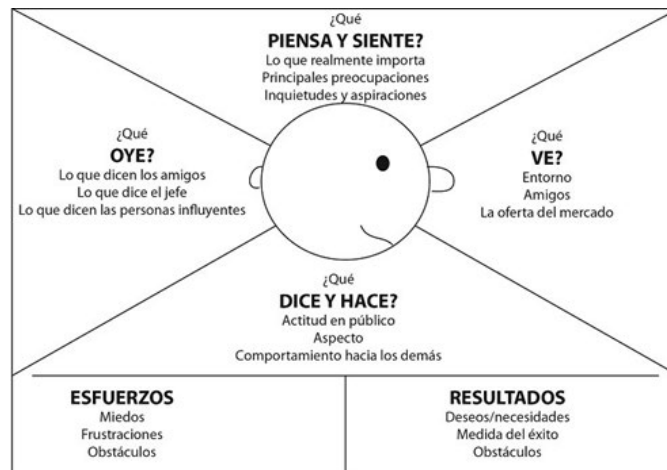 ¿Qué
PIENSA Y SIENTE?
Lo que realmente importa
Principales preocupaciones
Inquietudes y aspiraciones
¿Qué
OYE?
Lo que dicen los amigos
Lo que dice el jefe
Lo que dicen las personas influyentes
¿Qué
VE?
Entorno
Amigos
La oferta del mercado
¿Qué
DICE Y HACE?
Actitud en público
Aspecto
Comportamiento hacia los demás
ESFUERZOS
Miedos
Frustraciones
Obstáculos
RESULTADOS
Deseos/necesidades
Medida del éxito
Obstáculos